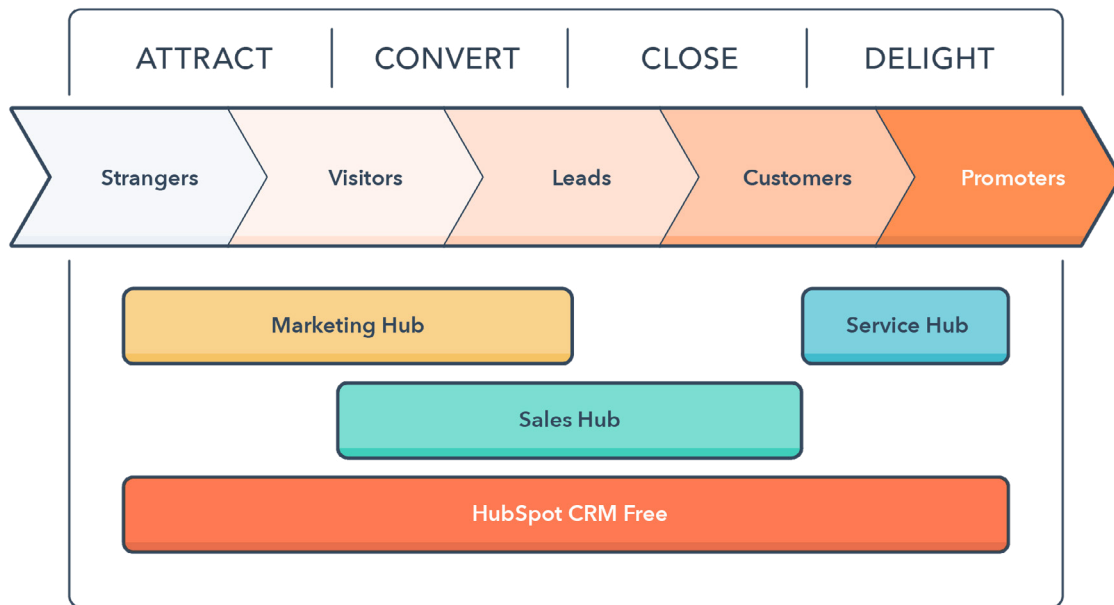 ATTRACT CONVERT CLOSE DELIGHT
Strangers Visitors Leads Customers Promoters
Marketing Hub Service Hub
Sales Hub
HubSpot CRM Free